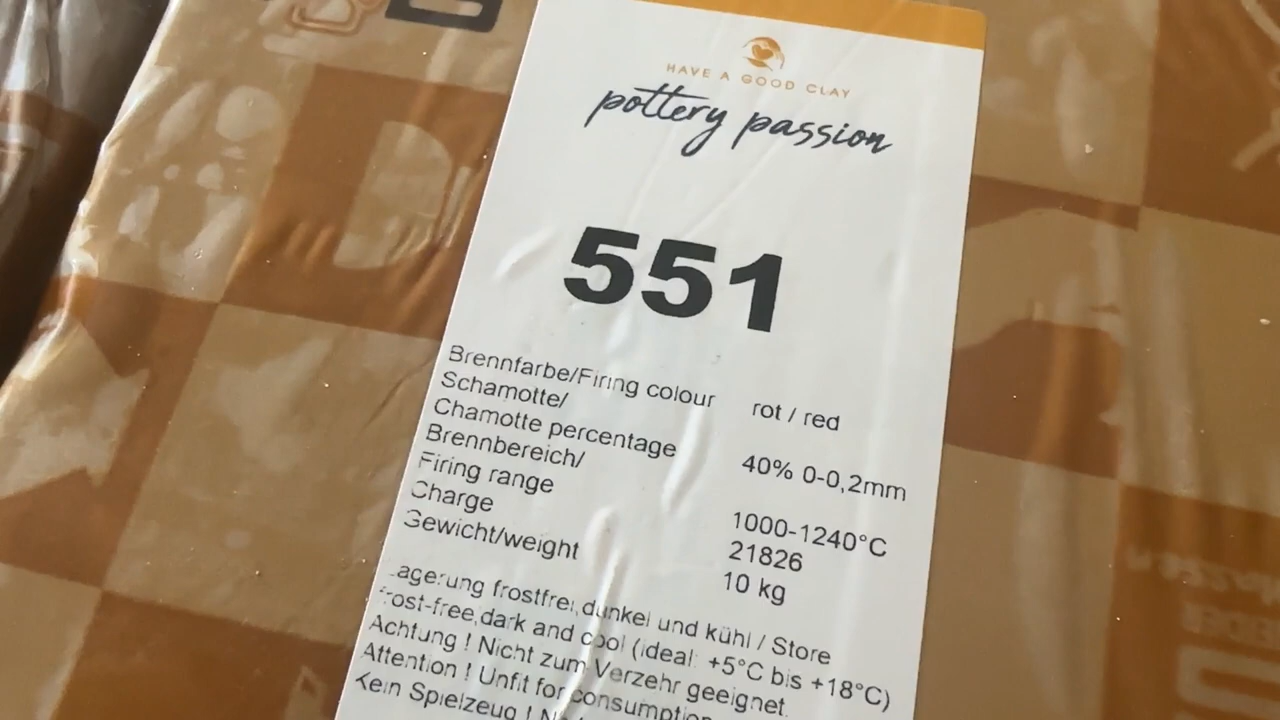 HAVE A GOOD CLAY
pottery passion
551
Brennfarbe/Firing colour rot / red
Schamotte/
Chamotte percentage 40% 0-0,2mm
Brennbereich/
Firing range 1000-1240°C
Charge 21826
Gewicht/weight 10 kg
Lagerung frostfrei,dunkel und kühl / Store
frost-free,dark and cool (ideal: +5°C bis +18°C)
Achtung ! Nicht zum Verzehr geeignet.
Attention ! Unfit for consumption
Kein Spielzeug !